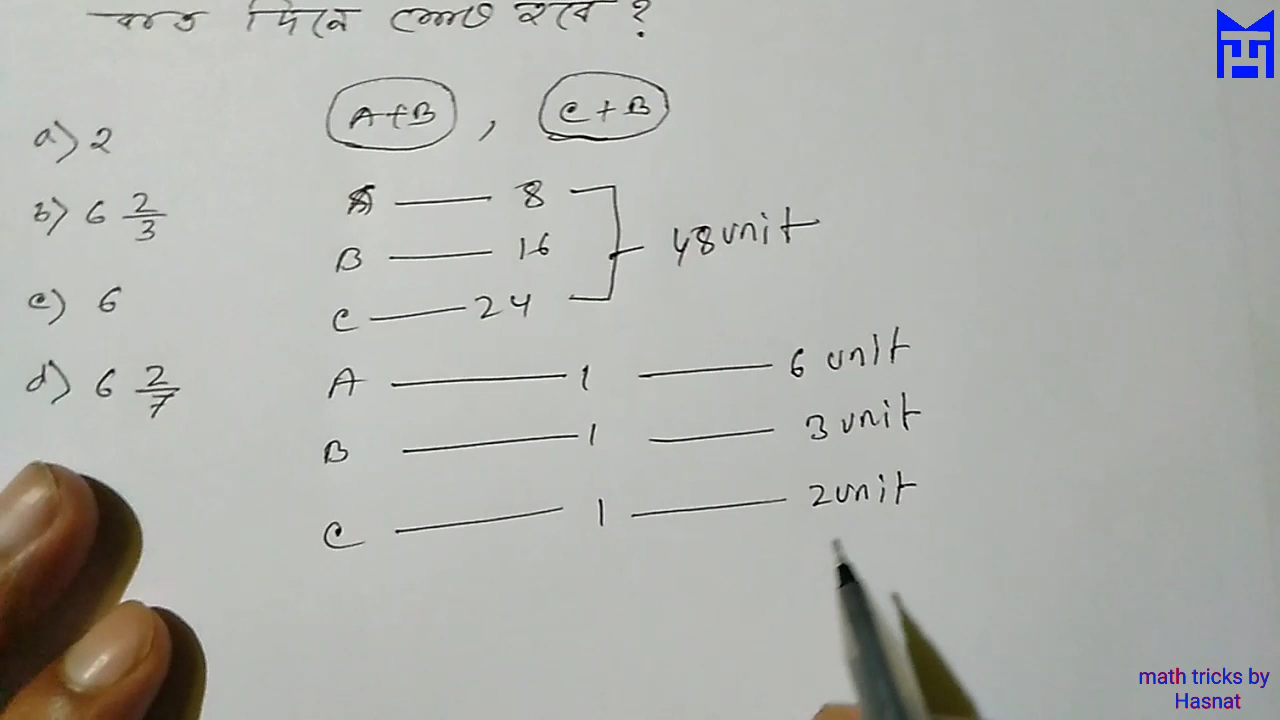 দিনে শেষ হবে ?
A+B , C+B
a) 2
A — 8
b) 6 2/3
B — 16
48 unit
c) 6
C — 24
A — 1 — 6 unit
d) 6 2/7
B — 1 — 3 unit
C — 1 — 2 unit
math tricks by
Hasnat